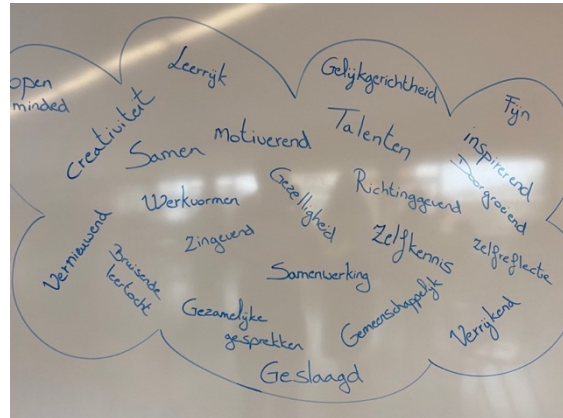 open
minded
Leerrijk
Gelijkgerichtheid
Fijn
Creativiteit
Samen
Motiverend
Talenten
inspirerend
Doorgroeiend
Werkvormen
Gezelligheid
Richtinggevend
Vernieuwend
Zingevend
Zelfkennis
Zelfreflectie
Bruisende
leertocht
Samenwerking
Gezamelijke
gesprekken
Gemeenschappelijk
Verrijkend
Geslaagd